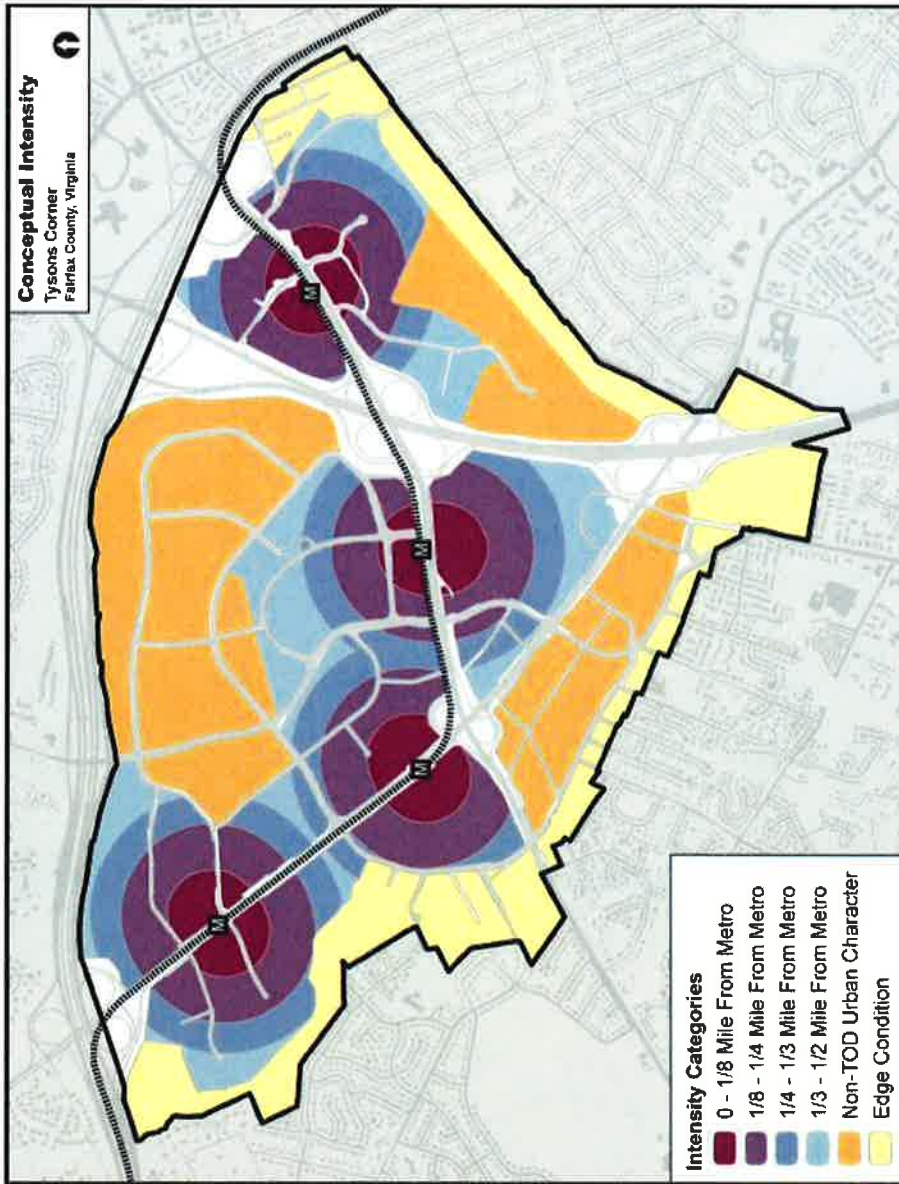 Conceptual Intensity
Tysons Corner
Fairfax County, Virginia
M
M
M
M
Intensity Categories
0 - 1/8 Mile From Metro
1/8 - 1/4 Mile From Metro
1/4 - 1/3 Mile From Metro
1/3 - 1/2 Mile From Metro
Non-TOD Urban Character
Edge Condition